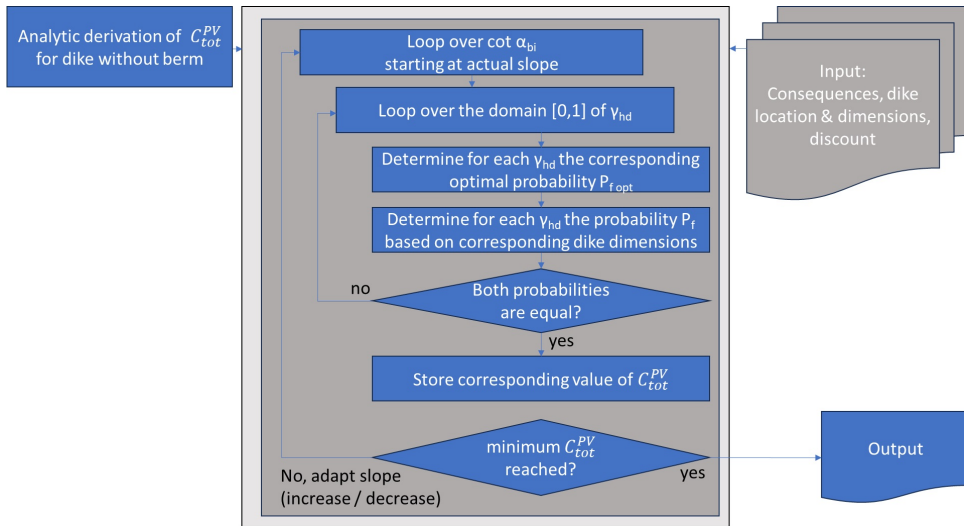 Analytic derivation of C_tot^PV
for dike without berm
Loop over cot α_bi
starting at actual slope
Input:
Consequences, dike
location & dimensions,
discount
Loop over the domain [0,1] of γ_hd
Determine for each γ_hd the corresponding
optimal probability P_f opt
Determine for each γ_hd the probability P_f
based on corresponding dike dimensions
no
Both probabilities
are equal?
yes
Store corresponding value of C_tot^PV
minimum C_tot^PV
reached?
No, adapt slope
(increase / decrease)
yes
Output